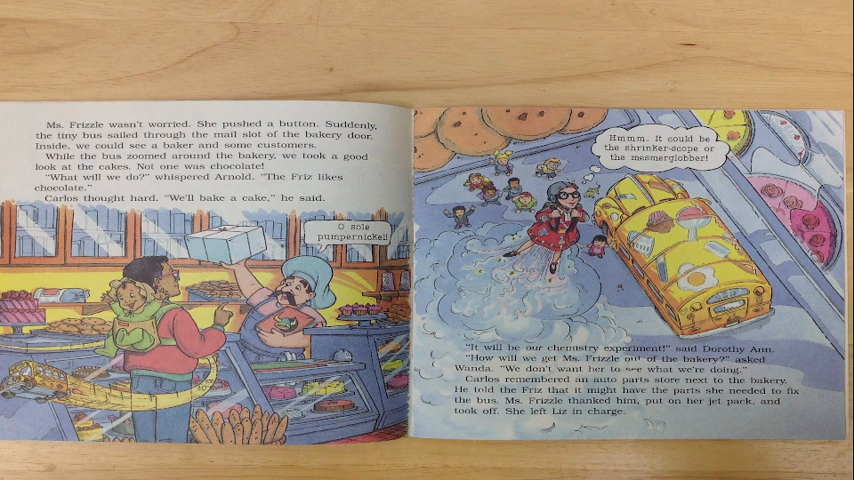 Ms. Frizzle wasn't worried. She pushed a button. Suddenly,
the tiny bus sailed through the mail slot of the bakery door.
Inside, we could see a baker and some customers.
While the bus zoomed around the bakery, we took a good
look at the cakes. Not one was chocolate!
"What will we do?" whispered Arnold. "The Friz likes
chocolate."
Carlos thought hard. "We'll bake a cake," he said.
O sole
pumpernickel!
Hmmm. It could be
the shrinker-scope or
the mesmerglobber!
"It will be our chemistry experiment!" said Dorothy Ann.
"How will we get Ms. Frizzle out of the bakery?" asked
Wanda. "We don't want her to see what we're doing."
Carlos remembered an auto parts store next to the bakery.
He told the Friz that it might have the parts she needed to fix
the bus. Ms. Frizzle thanked him, put on her jet pack, and
took off. She left Liz in charge.